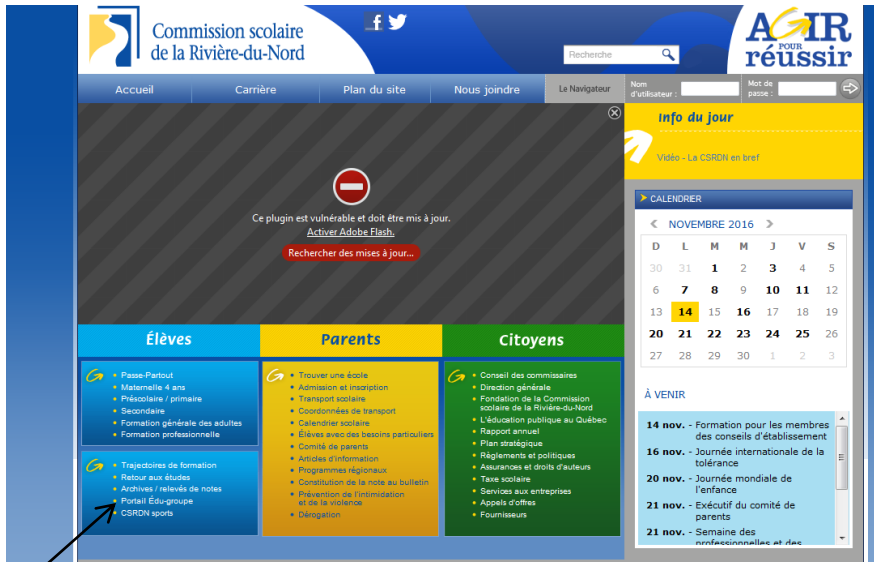 Commission scolaire
de la Rivière-du-Nord
f
Recherche
AGIR
POUR
réussir
Accueil
Carrière
Plan du site
Nous joindre
Le Navigateur
Nom
d'utilisateur :
Mot de
passe :
Ce plugin est vulnérable et doit être mis à jour.
Activer Adobe Flash.
Rechercher des mises à jour...
Info du jour
Vidéo - La CSRDN en bref
CALENDRIER
NOVEMBRE 2016
D L M M J V S
30 31 1 2 3 4 5
6 7 8 9 10 11 12
13 14 15 16 17 18 19
20 21 22 23 24 25 26
27 28 29 30 1 2 3
Élèves
• Passe-Partout
• Maternelle 4 ans
• Préscolaire / primaire
• Secondaire
• Formation générale des adultes
• Formation professionnelle
• Trajectoires de formation
• Retour aux études
• Archives / relevés de notes
• Portail Édu-groupe
• CSRDN sports
Parents
• Trouver une école
• Admission et inscription
• Transport scolaire
• Coordonnées de transport
• Calendrier scolaire
• Élèves avec des besoins particuliers
• Comité de parents
• Articles d'information
• Programmes régionaux
• Constitution de la note au bulletin
• Prévention de l'intimidation
et de la violence
• Dérogation
Citoyens
• Conseil des commissaires
• Direction générale
• Fondation de la Commission
scolaire de la Rivière-du-Nord
• L'éducation publique au Québec
• Rapport annuel
• Plan stratégique
• Règlements et
politiques
• Assurances et droits d'auteurs
• Taxe scolaire
• Services aux entreprises
• Appels d'offres
• Fournisseurs
À VENIR
14 nov. - Formation pour les membres
des conseils d'établissement
16 nov. - Journée internationale de la
tolérance
20 nov. - Journée mondiale de
l'enfance
21 nov. - Exécutif du comité de
parents
21 nov. - Semaine des
professionnelles et des